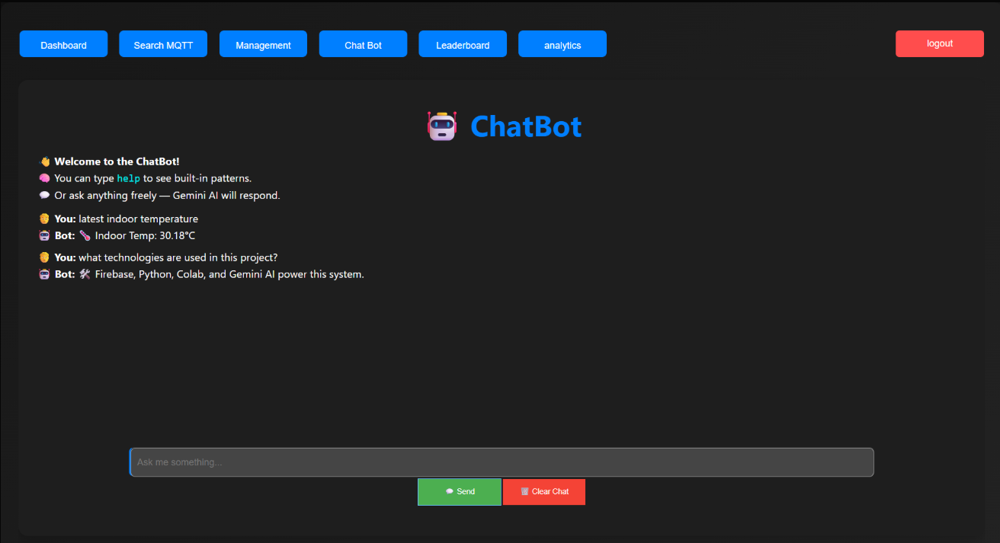 Dashboard
Search MQTT
Management
Chat Bot
Leaderboard
analytics
logout
ChatBot
Welcome to the ChatBot!
You can type help to see built-in patterns.
Or ask anything freely — Gemini AI will respond.
You: latest indoor temperature
Bot: Indoor Temp: 30.18°C
You: what technologies are used in this project?
Bot: Firebase, Python, Colab, and Gemini AI power this system.
Ask me something...
Send
Clear Chat